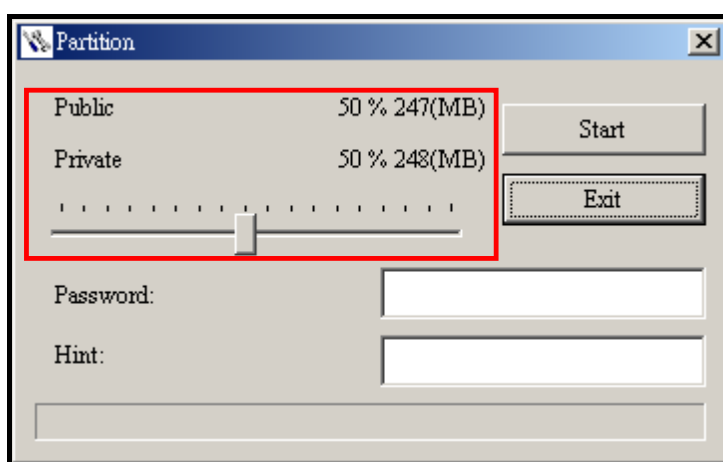 Partition
Public 50 % 247(MB)
Private 50 % 248(MB)
Start
Exit
Password:
Hint: